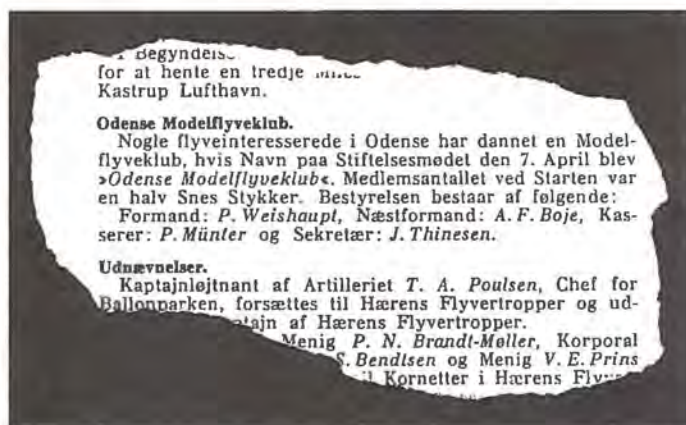 Begyndelse
for at hente en tredje
Kastrup Lufthavn.
Odense Modelflyveklub.
Nogle flyveinteresserede i Odense har dannet en Model-
flyveklub, hvis Navn paa Stiftelsesmødet den 7. April blev
»Odense Modelflyveklub«. Medlemsantallet ved Starten var
en halv Snes Stykker. Bestyrelsen bestaar af følgende:
Formand: P. Weishaupt, Næstformand: A. F. Boje, Kas-
serer: P. Münter og Sekretær: J. Thinesen.
Udnævnelser.
Kaptajnløjtnant af Artilleriet T. A. Poulsen, Chef for
Ballonparken, forsættes til Hærens Flyvertropper og ud-
af Hærens Flyvertropper.
Menig P. N. Brandt-Møller, Korporal
S. Bendtsen og Menig V. E. Prins
Kornetter i Hærens